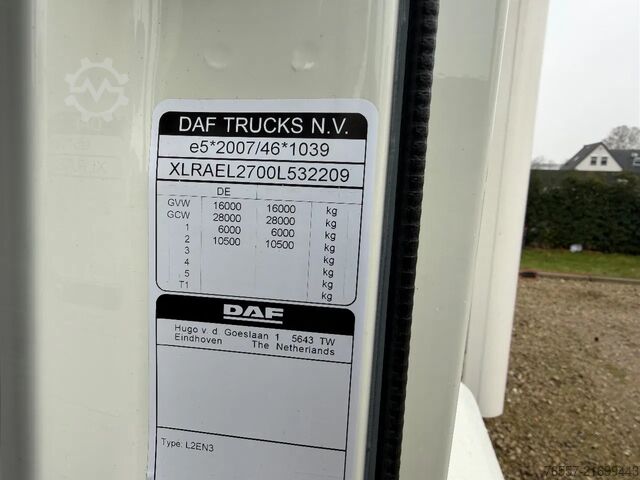 DAF TRUCKS N.V.
e5*2007/46*1039
XLRAEL2700L532209
DE
GVW 16000 16000 kg
GCW 28000 28000 kg
1 6000 6000 kg
2 10500 10500 kg
3 kg
4 kg
5 kg
T1 kg
DAF
Hugo v. d Goeslaan 1 5643 TW
Eindhoven The Netherlands
Type: L2EN3
78557-21699443